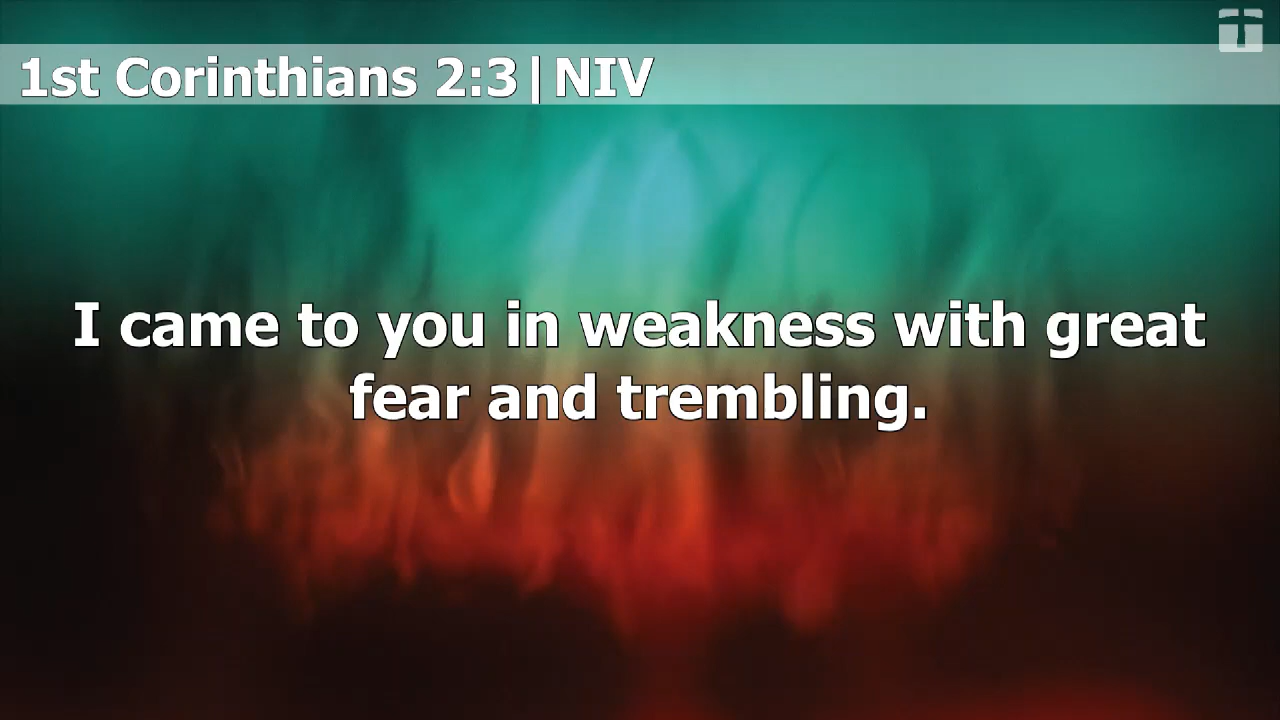 1st Corinthians 2:3|NIV
I came to you in weakness with great
fear and trembling.